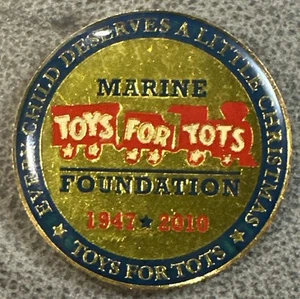 EVERY CHILD DESERVES A LITTLE CHRISTMAS
MARINE
TOYS FOR TOTS
FOUNDATION
1947 ★ 2010
★ TOYS FOR TOTS ★